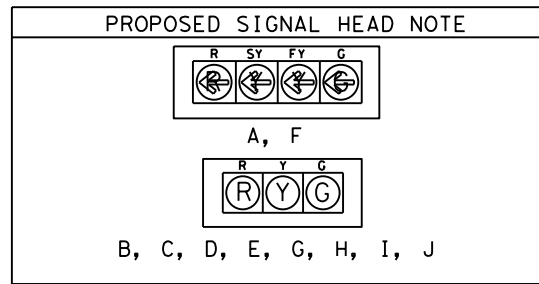 PROPOSED SIGNAL HEAD NOTE
R SY FY G
R Y Y G
A, F
R Y G
R Y G
B, C, D, E, G, H, I, J